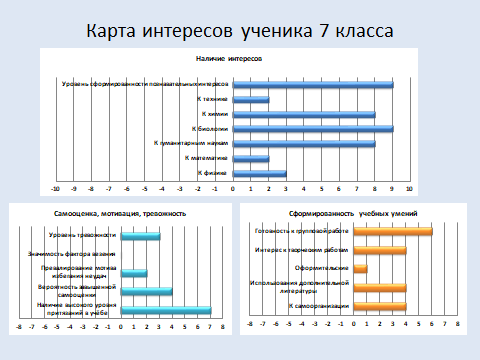 Карта интересов ученика 7 класса
Наличие интересов
Уровень сформированности познавательных интересов
К технике
К химии
К биологии
К гуманитарным наукам
К математике
К физике
-10 -9 -8 -7 -6 -5 -4 -3 -2 -1 0 1 2 3 4 5 6 7 8 9 10
Самооценка, мотивация, тревожность
Уровень тревожности
Значимость фактора везения
Превалирование мотива
избегания неудач
Вероятность завышенной
самооценки
Наличие высокого уровня
притязаний в учёбе
-8 -7 -6 -5 -4 -3 -2 -1 0 1 2 3 4 5 6 7 8
Сформированность учебных умений
Готовность к групповой работе
Интерес к творческим работам
Оформительские
Использования дополнительной
литературы
К самоорганизации
-8 -7 -6 -5 -4 -3 -2 -1 0 1 2 3 4 5 6 7 8